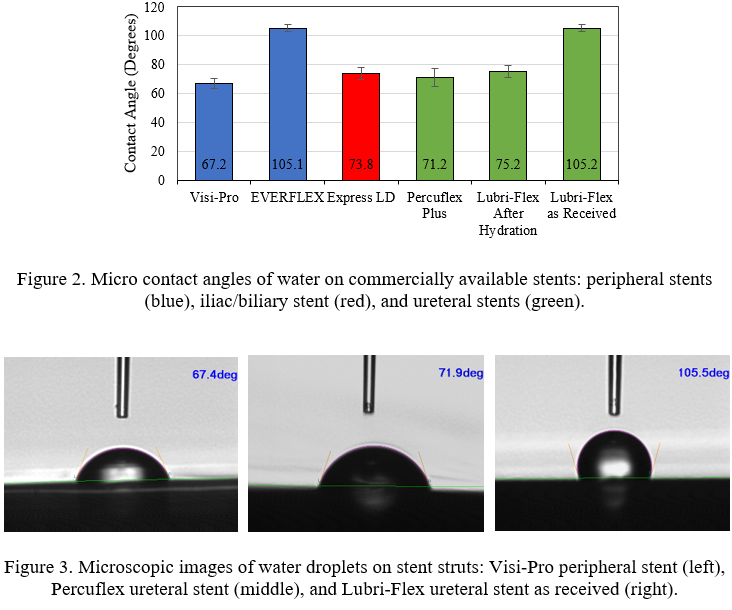 120
100
80
60
40
20
0
Contact Angle (Degrees)
67.2 105.1 73.8 71.2 75.2 105.2
Visi-Pro EVERFLEX Express LD Percuflex Lubri-Flex Lubri-Flex
Plus After as Received
Hydration
Figure 2. Micro contact angles of water on commercially available stents: peripheral stents
(blue), iliac/biliary stent (red), and ureteral stents (green).
67.4deg 71.9deg 105.5deg
Figure 3. Microscopic images of water droplets on stent struts: Visi-Pro peripheral stent (left),
Percuflex ureteral stent (middle), and Lubri-Flex ureteral stent as received (right).